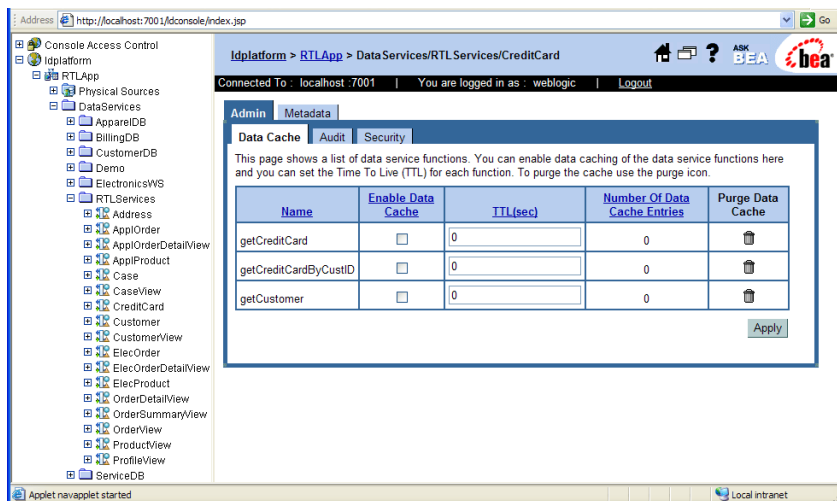 Address http://localhost:7001/ldconsole/index.jsp Go
Console Access Control
ldplatform
RTLApp
Physical Sources
DataServices
ApparelDB
BillingDB
CustomerDB
Demo
ElectronicsWS
RTLServices
Address
ApplOrder
ApplOrderDetailView
ApplProduct
Case
CaseView
CreditCard
Customer
CustomerView
ElecOrder
ElecOrderDetailView
ElecProduct
OrderDetailView
OrderSummaryView
OrderView
ProductView
ProfileView
ServiceDB
ldplatform > RTLApp > DataServices/RTLServices/CreditCard
? ASK BEA bea
Connected To : localhost :7001 | You are logged in as : weblogic | Logout
Admin Metadata
Data Cache Audit Security
This page shows a list of data service functions. You can enable data caching of the data service functions here
and you can set the Time To Live (TTL) for each function. To purge the cache use the purge icon.
Name Enable Data Cache TTL(sec) Number Of Data Cache Entries Purge Data Cache
getCreditCard 0 0
getCreditCardByCustID 0 0
getCustomer 0 0
Apply
Applet navapplet started Local intranet